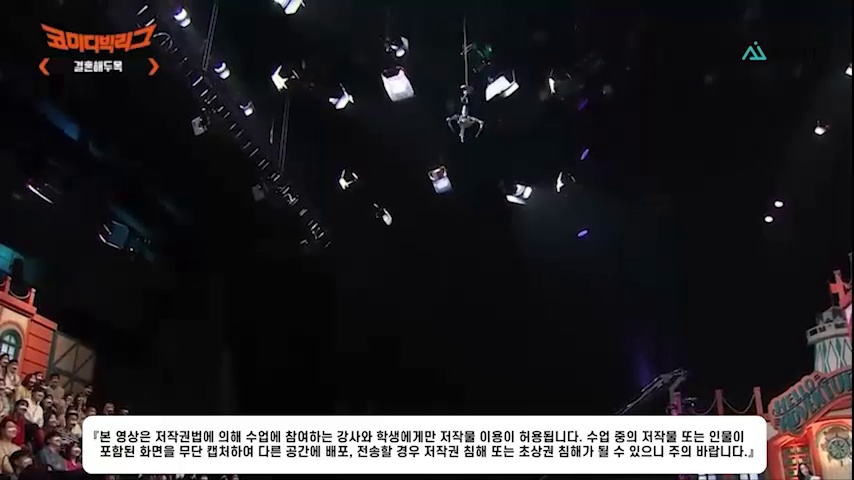 코미디빅리그
결혼해두목
HELLO
ADVENTURE
『본 영상은 저작권법에 의해 수업에 참여하는 강사와 학생에게만 저작물 이용이 허용됩니다. 수업 중의 저작물 또는 인물이
포함된 화면을 무단 캡처하여 다른 공간에 배포, 전송할 경우 저작권 침해 또는 초상권 침해가 될 수 있으니 주의 바랍니다.』